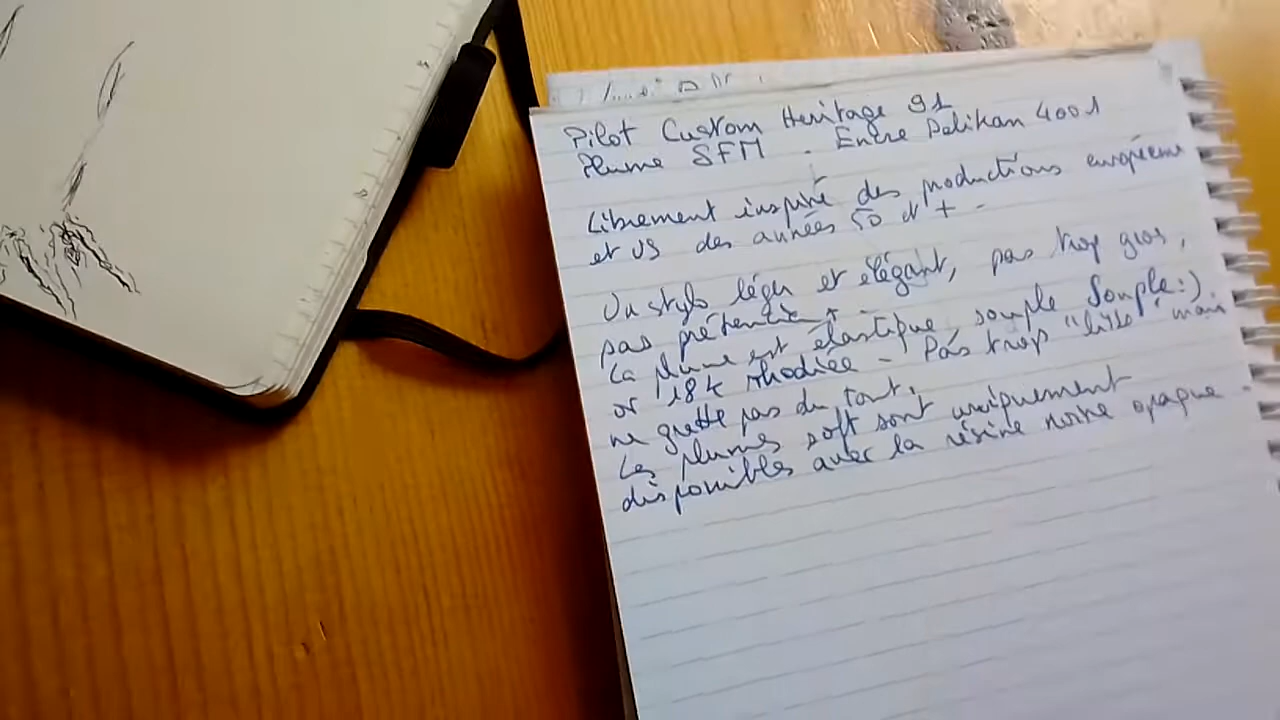 Pilot Custom Heritage 91
Plume SFM . Encre Pelikan 4001
Librement inspiré des productions européennes
et US des années 50 et + -
Un stylo léger et élégant, pas trop gros,
pas prétentieux.
La plume est élastique, souple souple :)
or 18k rhodiée - Pas trop "lisse" mais
ne gratte pas du tout.
Les plumes soft sont uniquement
disponibles avec la résine noire opaque -